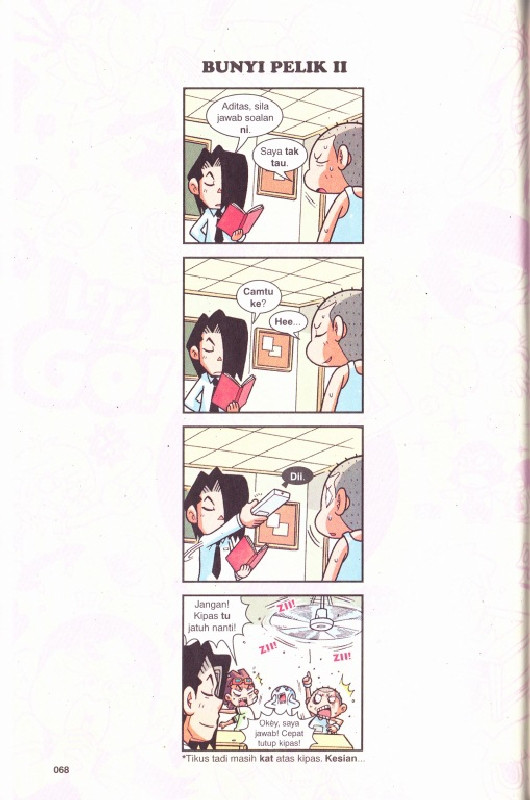 BUNYI PELIK II
Aditas, sila
jawab soalan
ni.
Saya tak
tau.
Camtu
ke?
Hee...
Dii.
Jangan!
Kipas tu
jatuh nanti!
ZII!
ZII!
ZII!
Okey, saya
jawab! Cepat
tutup kipas!
*Tikus tadi masih kat atas kipas. Kesian...
068